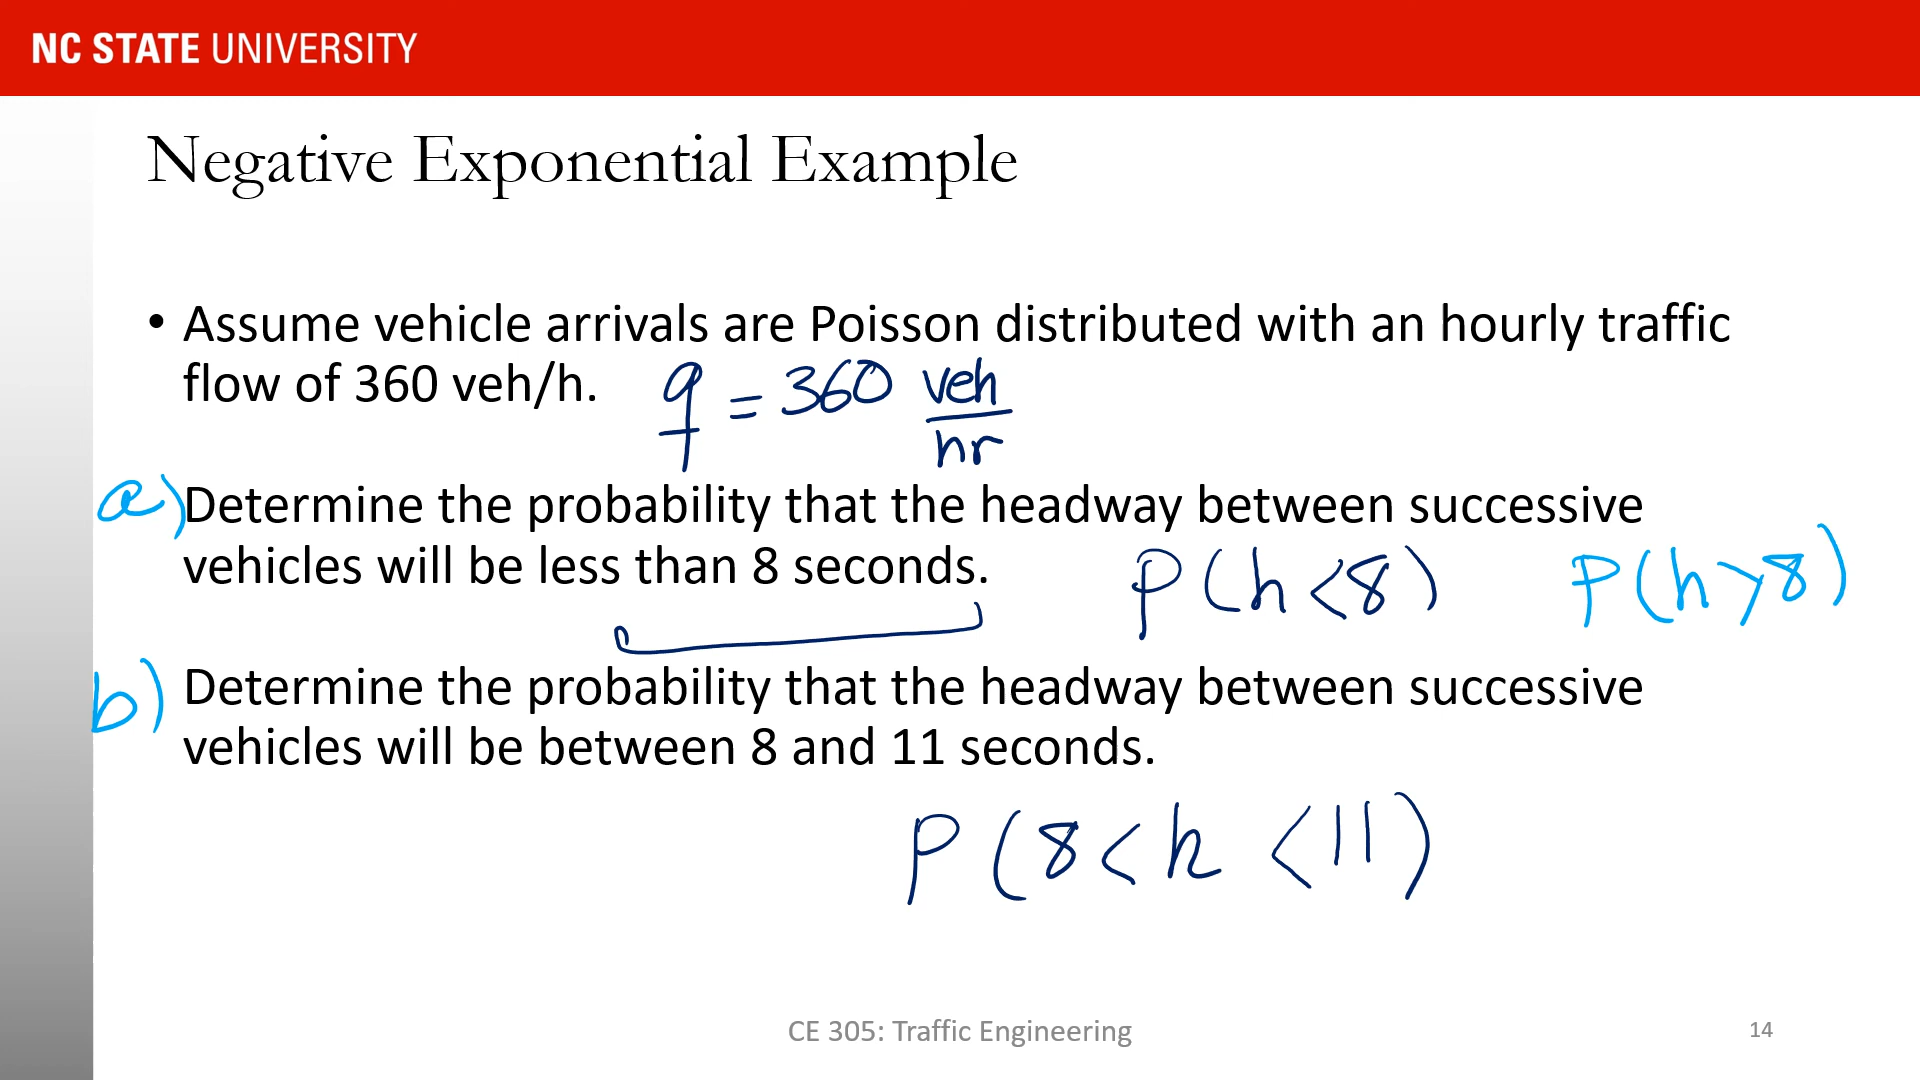 NC STATE UNIVERSITY
Negative Exponential Example
• Assume vehicle arrivals are Poisson distributed with an hourly traffic
flow of 360 veh/h. q = 360 veh/hr
a) Determine the probability that the headway between successive
vehicles will be less than 8 seconds. P(h<8) P(h>8)
b) Determine the probability that the headway between successive
vehicles will be between 8 and 11 seconds.
P(8<h<11)
CE 305: Traffic Engineering 14